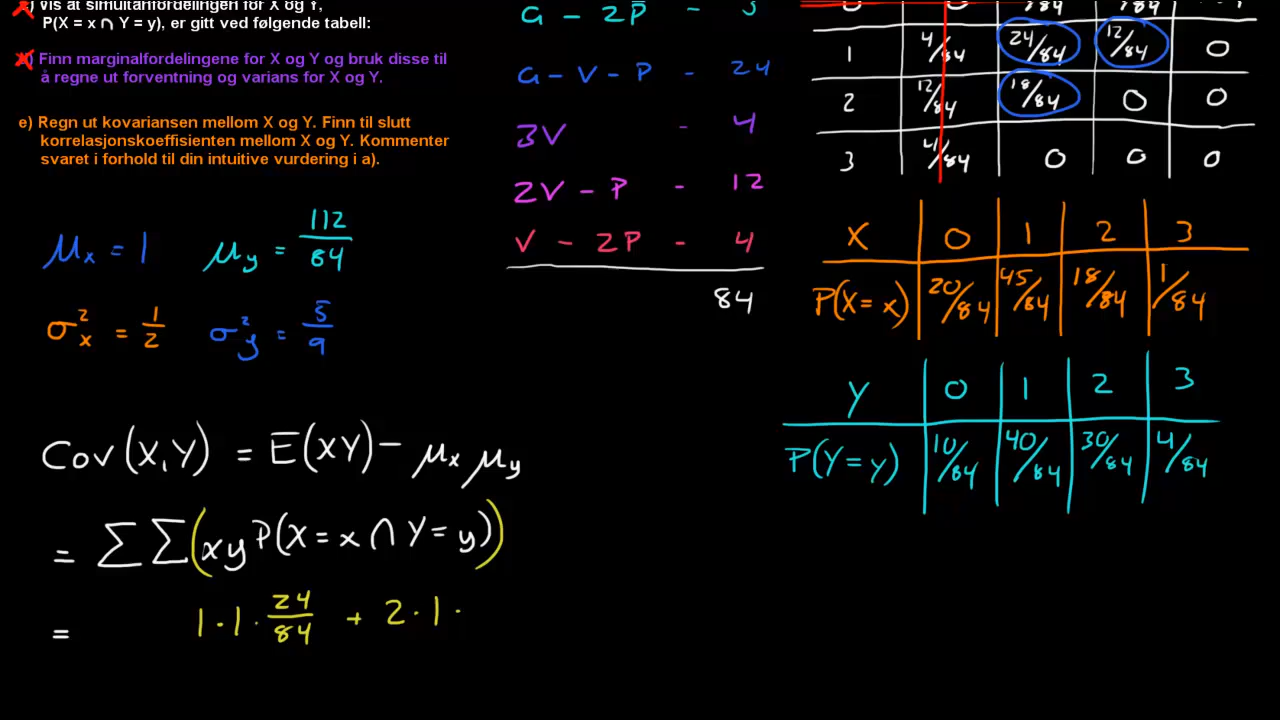 c) Vis at simultanfordelingen for X og Y,
P(X = x ∩ Y = y), er gitt ved følgende tabell:
d) Finn marginalfordelingene for X og Y og bruk disse til
å regne ut forventning og varians for X og Y.
e) Regn ut kovariansen mellom X og Y. Finn til slutt
korrelasjonskoeffisienten mellom X og Y. Kommenter
svaret i forhold til din intuitive vurdering i a).
μx = 1 μy = 112/84
σ²x = 1/2 σ²y = 5/9
Cov(X,Y) = E(XY) - μx μy
= ΣΣ(xy P(X = x ∩ Y = y))
= 1·1·24/84 + 2·1·
G - 2P - 3
G - V - P - 24
3V - 4
2V - P - 12
V - 2P - 4
84
1 4/84 24/84 12/84 0
2 12/84 18/84 0 0
3 4/84 0 0 0
X 0 1 2 3
P(X = x) 20/84 45/84 18/84 1/84
Y 0 1 2 3
P(Y = y) 10/84 40/84 30/84 4/84